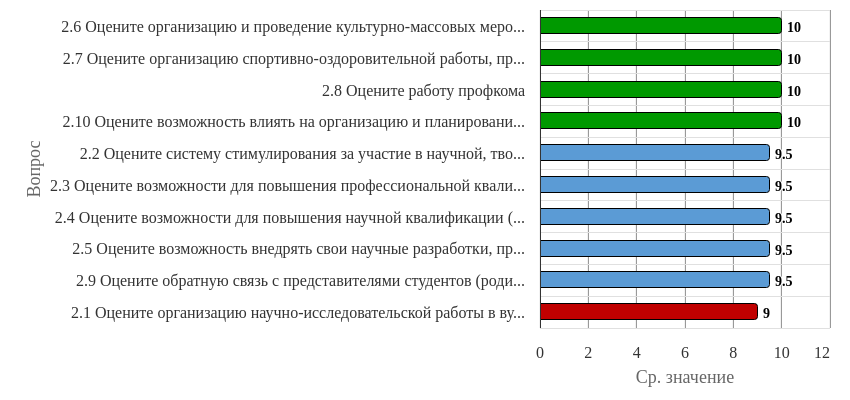 2.6 Оцените организацию и проведение культурно-массовых меро... 10
2.7 Оцените организацию спортивно-оздоровительной работы, пр... 10
2.8 Оцените работу профкома 10
2.10 Оцените возможность влиять на организацию и планировани... 10
2.2 Оцените систему стимулирования за участие в научной, тво... 9.5
2.3 Оцените возможности для повышения профессиональной квали... 9.5
2.4 Оцените возможности для повышения научной квалификации (... 9.5
2.5 Оцените возможность внедрять свои научные разработки, пр... 9.5
2.9 Оцените обратную связь с представителями студентов (роди... 9.5
2.1 Оцените организацию научно-исследовательской работы в ву... 9
Вопрос
0 2 4 6 8 10 12
Ср. значение